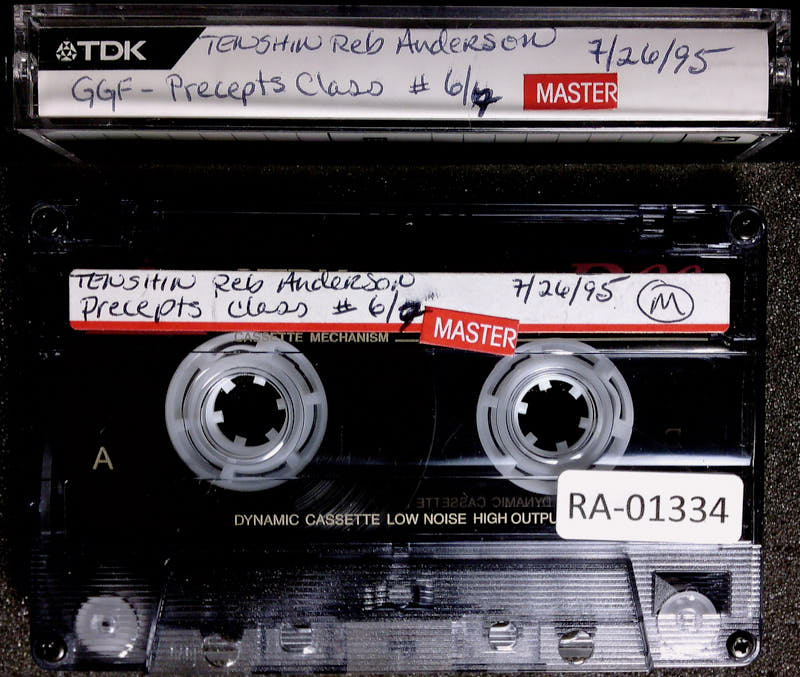 TDK
TENSHIN Reb Anderson 7/26/95
GGF - Precepts Class # 6/7
MASTER
TENSHIN Reb Anderson 7/26/95 M
Precepts Class # 6/7
MASTER
CASSETTE MECHANISM
A
DYNAMIC CASSETTE LOW NOISE HIGH OUTPU
RA-01334